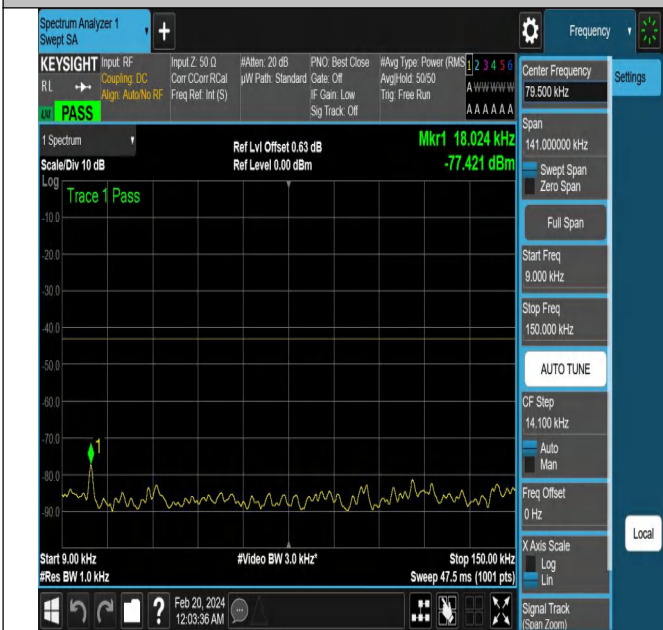 Spectrum Analyzer 1
Swept SA
+
Frequency
KEYSIGHT
RL
LXI
PASS
Input: RF
Coupling: DC
Align: Auto/No RF
Input Z: 50 Ω
Corr CCorr RCal
Freq Ref: Int (S)
#Atten: 20 dB
µW Path: Standard
PNO: Best Close
Gate: Off
IF Gain: Low
Sig Track: Off
#Avg Type: Power (RMS
Avg|Hold: 50/50
Trig: Free Run
1 2 3 4 5 6
A W W W W W
A A A A A A
1 Spectrum
Scale/Div 10 dB
Log
Ref Lvl Offset 0.63 dB
Ref Level 0.00 dBm
Mkr1 18.024 kHz
-77.421 dBm
Trace 1 Pass
-10.0
-20.0
-30.0
-40.0
-50.0
-60.0
-70.0
-80.0
-90.0
1
Start 9.00 kHz
#Res BW 1.0 kHz
#Video BW 3.0 kHz*
Stop 150.00 kHz
Sweep 47.5 ms (1001 pts)
?
Feb 20, 2024
12:03:36 AM
Center Frequency
79.500 kHz
Span
141.000000 kHz
Swept Span
Zero Span
Full Span
Start Freq
9.000 kHz
Stop Freq
150.000 kHz
AUTO TUNE
CF Step
14.100 kHz
Auto
Man
Freq Offset
0 Hz
X Axis Scale
Log
Lin
Signal Track
(Span Zoom)
Settings
Local